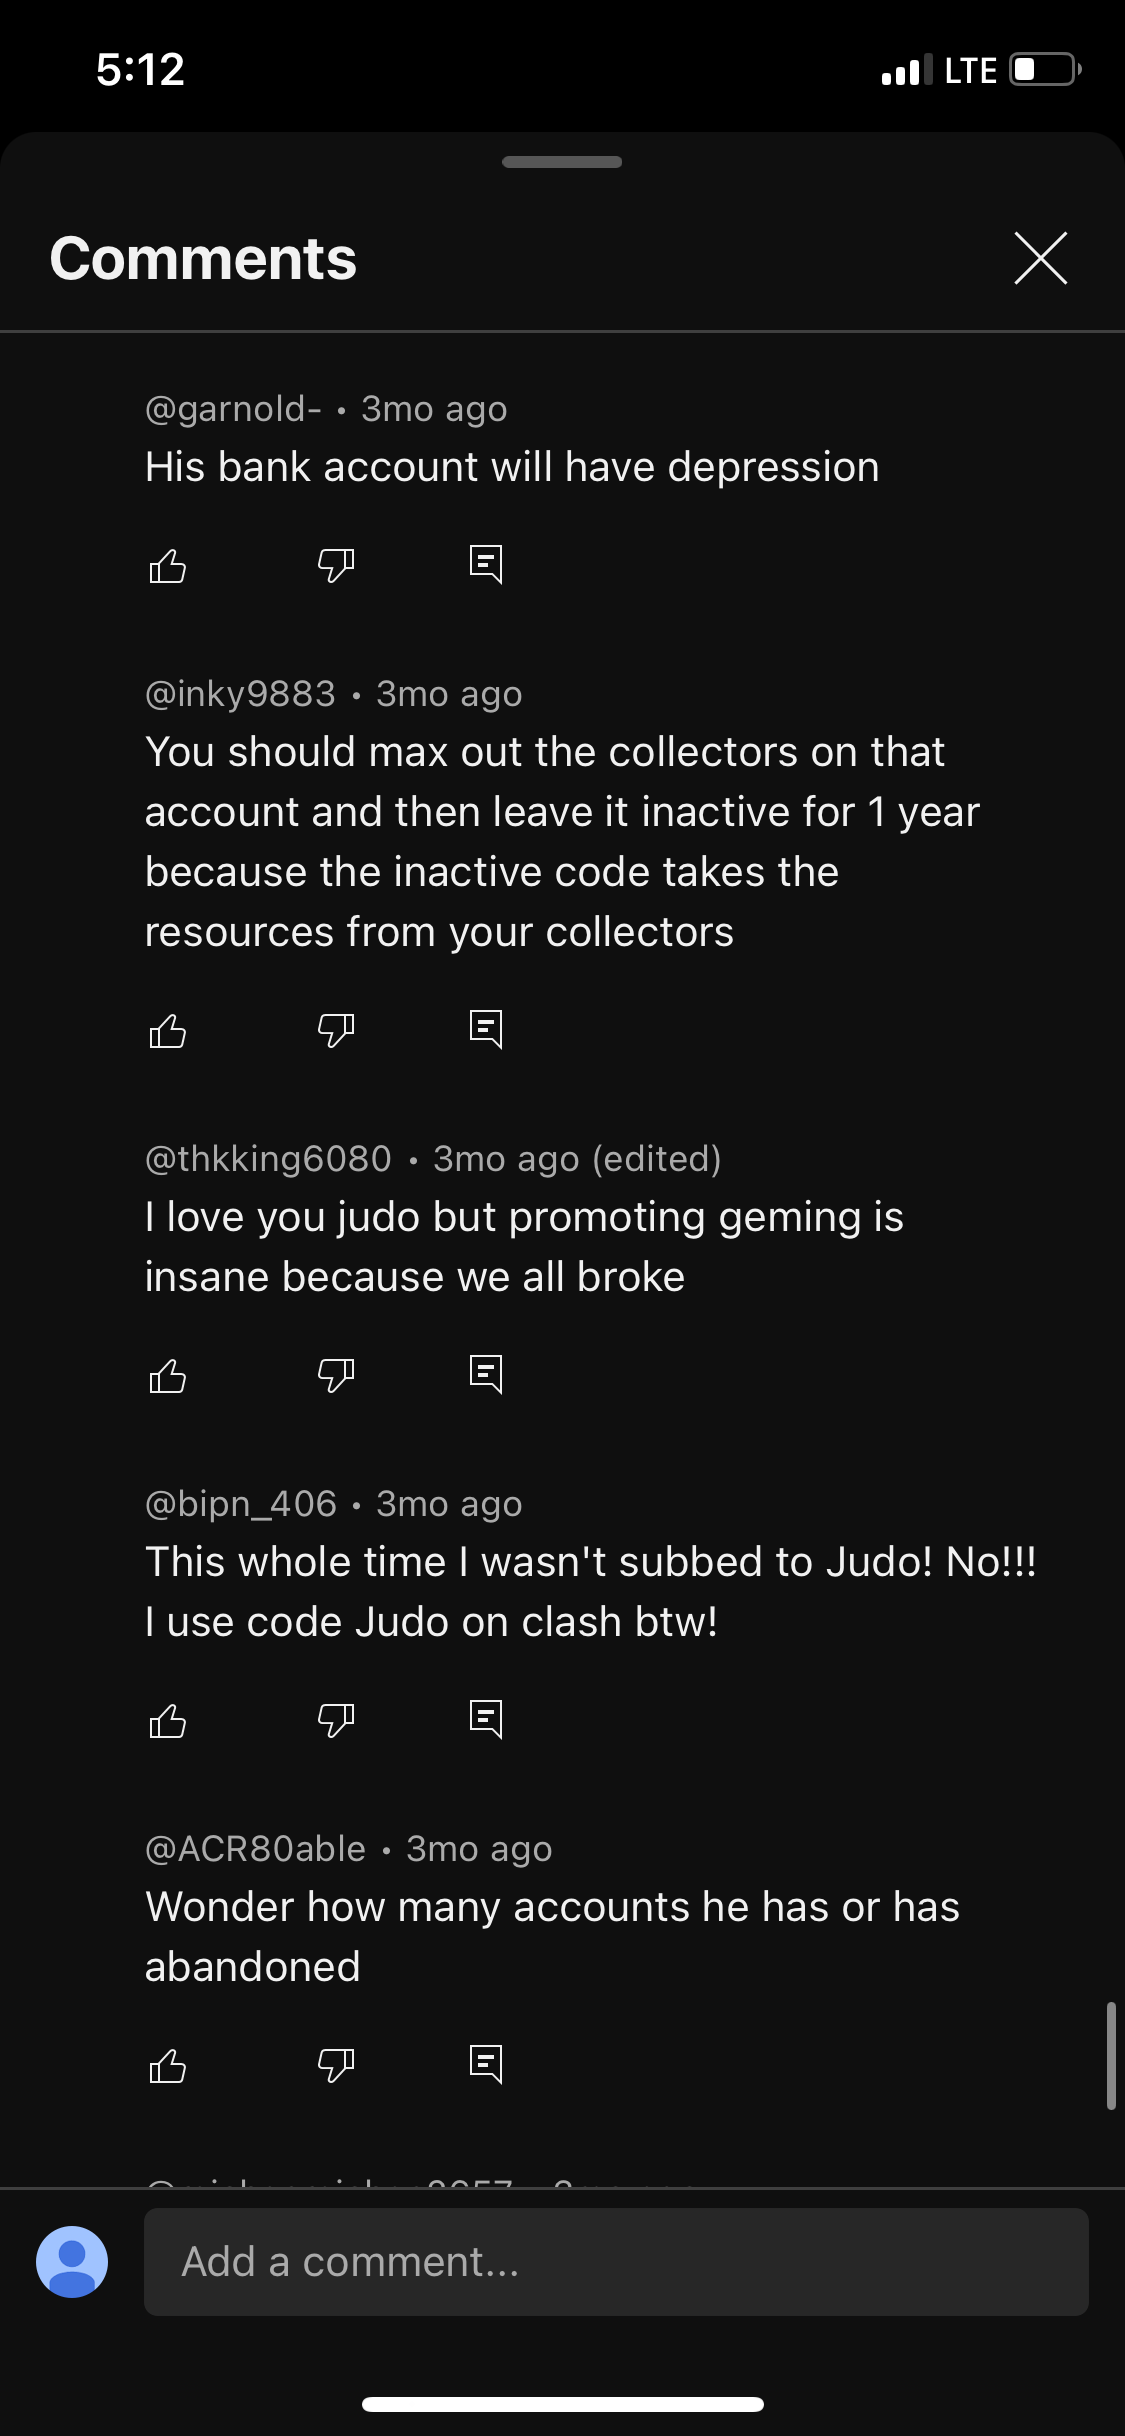 5:12
LTE
Comments
@garnold- • 3mo ago
His bank account will have depression
@inky9883 • 3mo ago
You should max out the collectors on that
account and then leave it inactive for 1 year
because the inactive code takes the
resources from your collectors
@thkking6080 • 3mo ago (edited)
I love you judo but promoting geming is
insane because we all broke
@bipn_406 • 3mo ago
This whole time I wasn't subbed to Judo! No!!!
I use code Judo on clash btw!
@ACR80able • 3mo ago
Wonder how many accounts he has or has
abandoned
Add a comment...